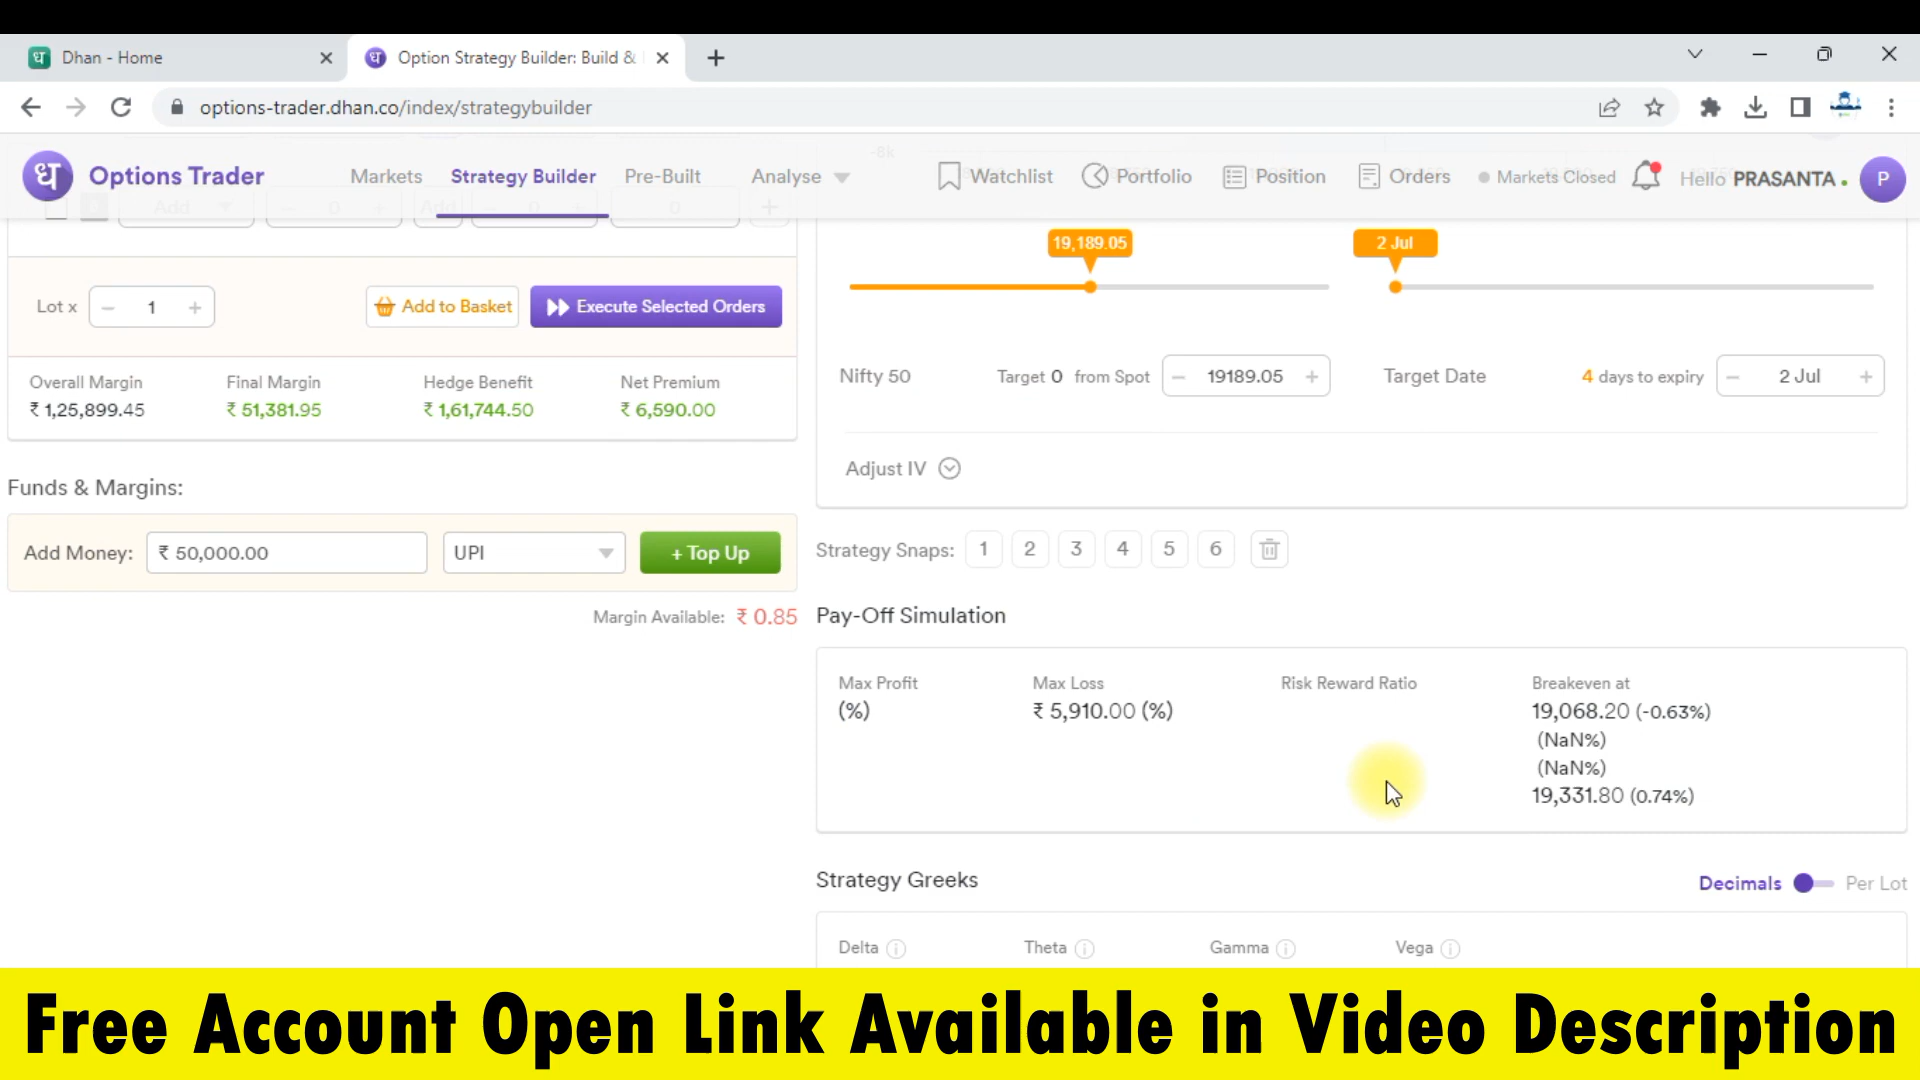 Dhan - Home
Option Strategy Builder: Build &
options-trader.dhan.co/index/strategybuilder
-8k
ध Options Trader Markets Strategy Builder Pre-Built Analyse Watchlist Portfolio Position Orders Markets Closed Hello PRASANTA. P
Add 0 Add 0 0
19,189.05 2 Jul
Lot x 1 Add to Basket Execute Selected Orders
Nifty 50 Target 0 from Spot 19189.05 Target Date 4 days to expiry 2 Jul
Overall Margin Final Margin Hedge Benefit Net Premium
₹ 1,25,899.45 ₹ 51,381.95 ₹ 1,61,744.50 ₹ 6,590.00
Adjust IV
Funds & Margins:
Add Money: ₹ 50,000.00 UPI + Top Up
Margin Available: ₹ 0.85
Strategy Snaps: 1 2 3 4 5 6
Pay-Off Simulation
Max Profit Max Loss Risk Reward Ratio Breakeven at
(%) ₹ 5,910.00 (%) 19,068.20 (-0.63%)
(NaN%)
(NaN%)
19,331.80 (0.74%)
Strategy Greeks Decimals Per Lot
Delta Theta Gamma Vega
Free Account Open Link Available in Video Description